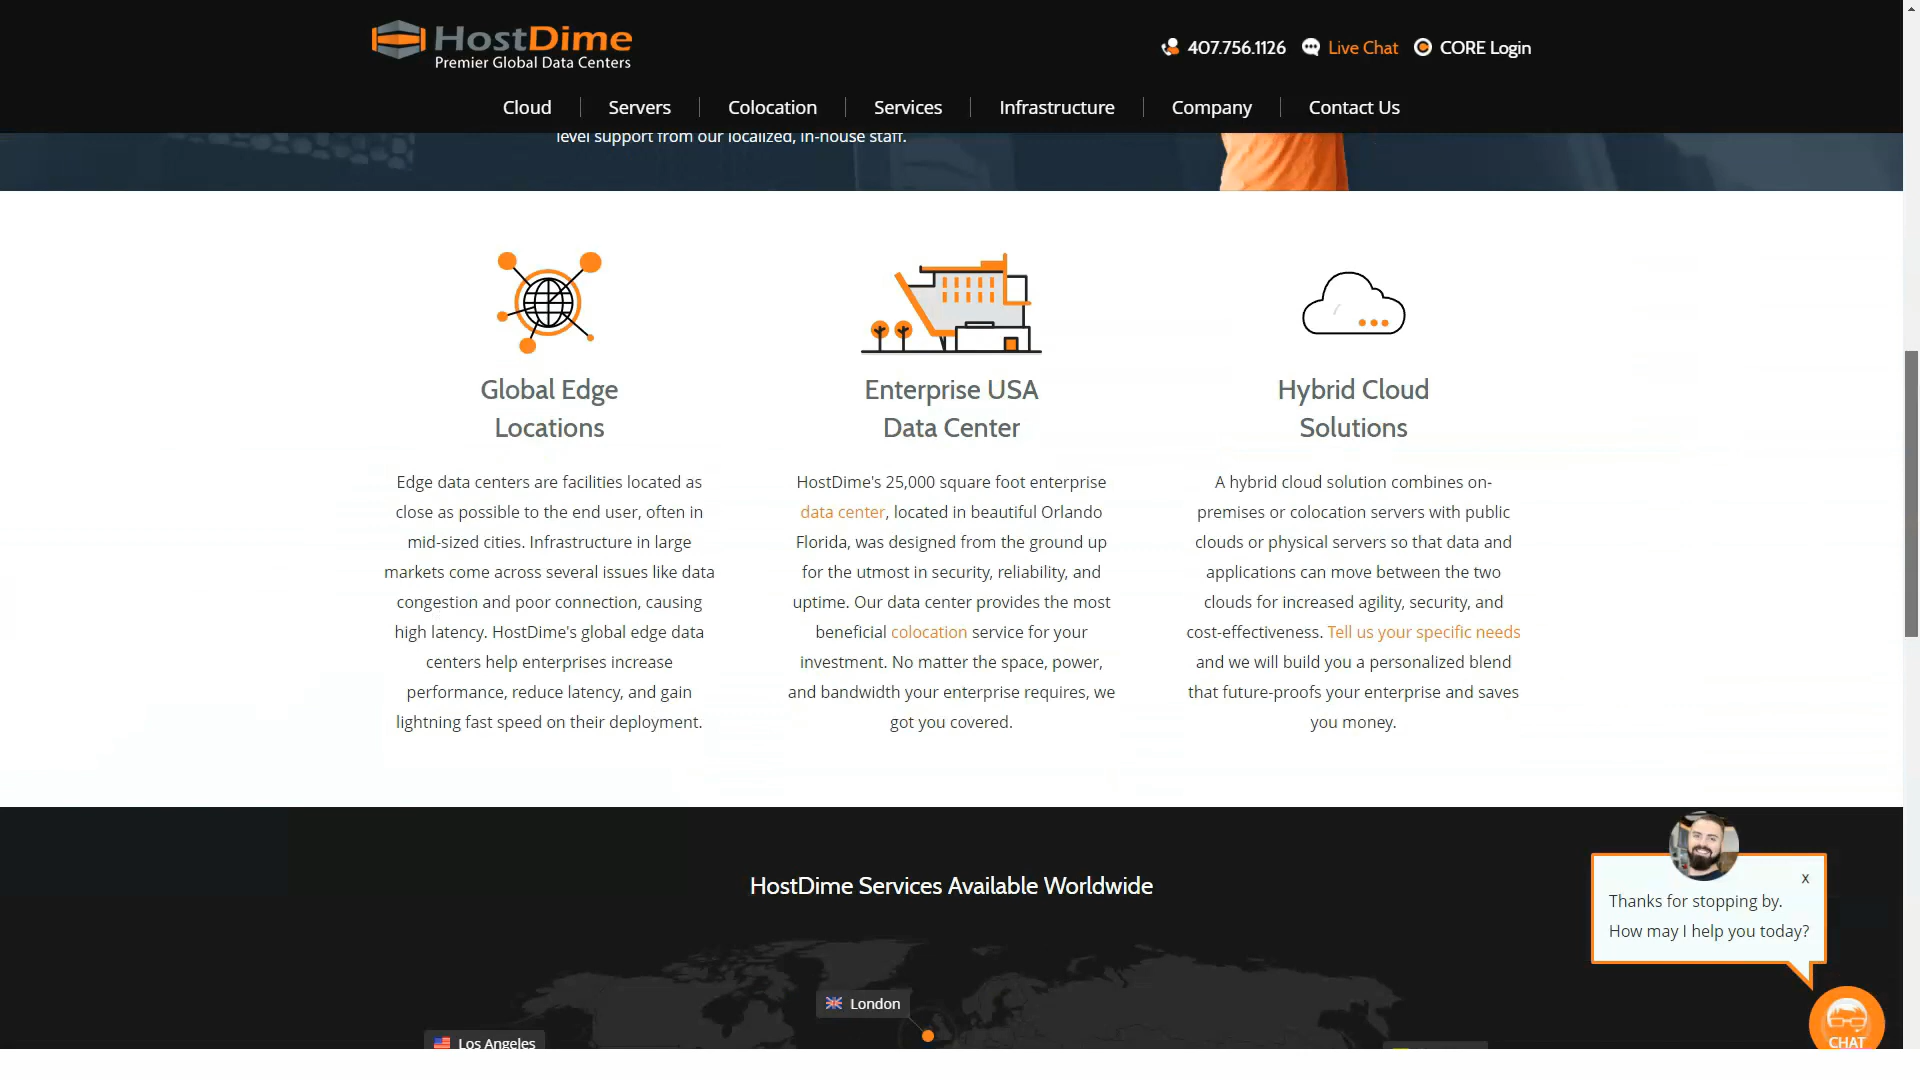 HostDime
Premier Global Data Centers
407.756.1126
Live Chat
CORE Login
Cloud
Servers
Colocation
Services
Infrastructure
Company
Contact Us
level support from our localized, in-house staff.
Global Edge
Locations
Edge data centers are facilities located as
close as possible to the end user, often in
mid-sized cities. Infrastructure in large
markets come across several issues like data
congestion and poor connection, causing
high latency. HostDime's global edge data
centers help enterprises increase
performance, reduce latency, and gain
lightning fast speed on their deployment.
Enterprise USA
Data Center
HostDime's 25,000 square foot enterprise
data center, located in beautiful Orlando
Florida, was designed from the ground up
for the utmost in security, reliability, and
uptime. Our data center provides the most
beneficial colocation service for your
investment. No matter the space, power,
and bandwidth your enterprise requires, we
got you covered.
Hybrid Cloud
Solutions
A hybrid cloud solution combines on-
premises or colocation servers with public
clouds or physical servers so that data and
applications can move between the two
clouds for increased agility, security, and
cost-effectiveness. Tell us your specific needs
and we will build you a personalized blend
that future-proofs your enterprise and saves
you money.
HostDime Services Available Worldwide
x
Thanks for stopping by.
How may I help you today?
London
Los Angeles
CHAT